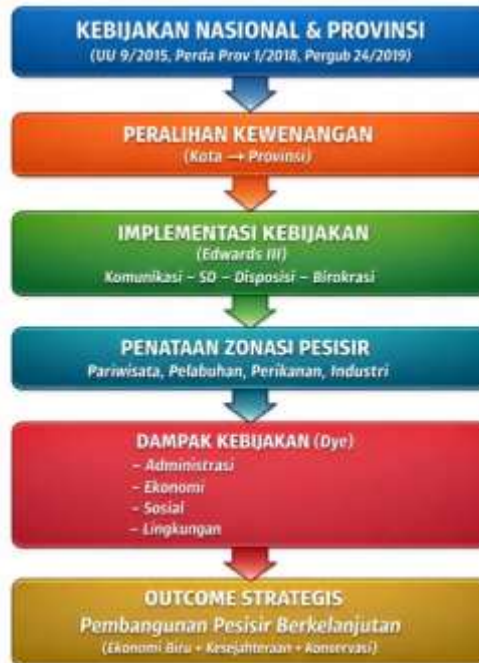 KEBIJAKAN NASIONAL & PROVINSI
(UU 9/2015, Perda Prov 1/2018, Pergub 24/2019)
PERALIHAN KEWENANGAN
(Kota → Provinsi)
IMPLEMENTASI KEBIJAKAN
(Edwards III)
Komunikasi – SD – Disposisi – Birokrasi
PENATAAN ZONASI PESISIR
Pariwisata, Pelabuhan, Perikanan, Industri
DAMPAK KEBIJAKAN (Dye)
– Administrasi
– Ekonomi
– Sosial
– Lingkungan
OUTCOME STRATEGIS
Pembangunan Pesisir Berkelanjutan
(Ekonomi Biru + Kesejahteraan + Konservasi)